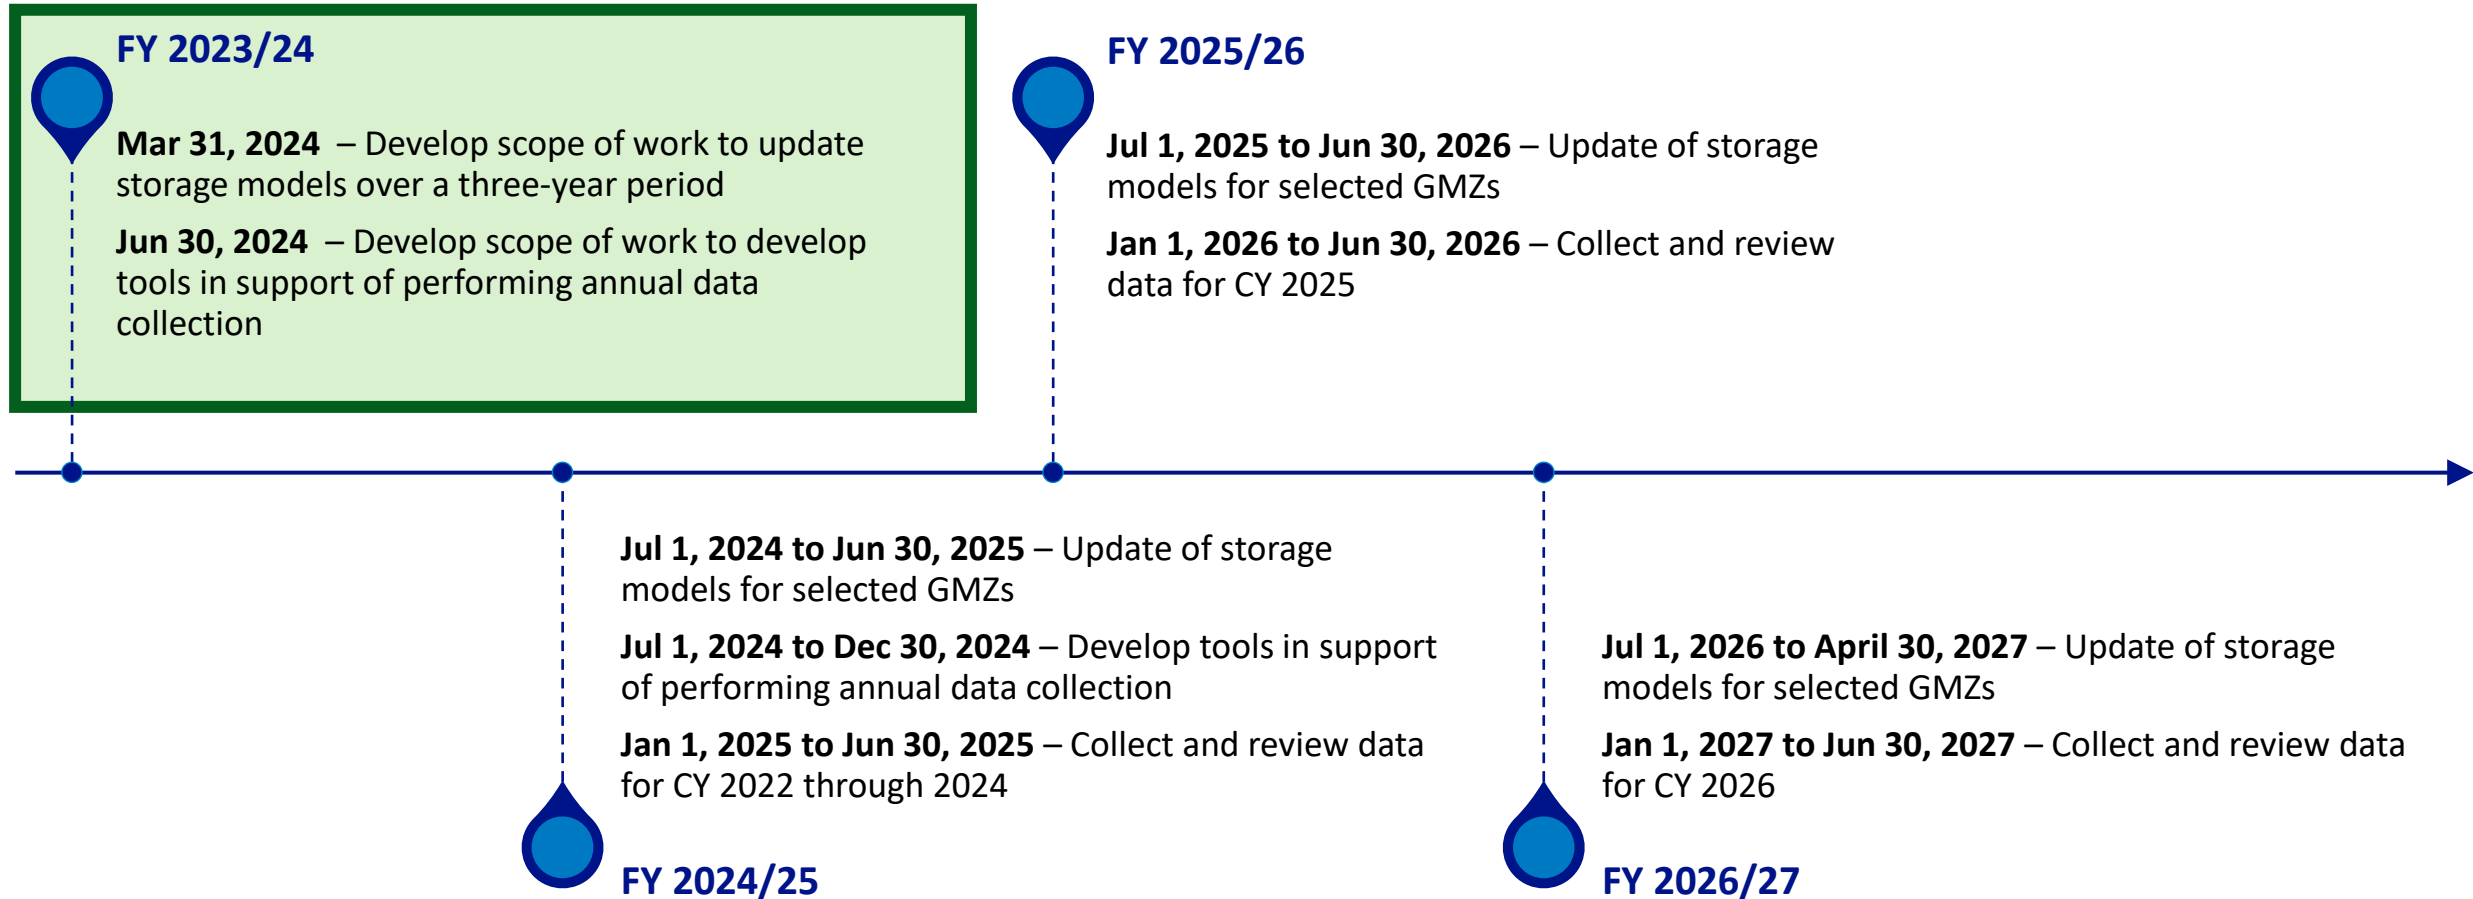 FY 2023/24
Mar 31, 2024 – Develop scope of work to update
storage models over a three-year period
Jun 30, 2024 – Develop scope of work to develop
tools in support of performing annual data
collection
FY 2025/26
Jul 1, 2025 to Jun 30, 2026 – Update of storage
models for selected GMZs
Jan 1, 2026 to Jun 30, 2026 – Collect and review
data for CY 2025
Jul 1, 2024 to Jun 30, 2025 – Update of storage
models for selected GMZs
Jul 1, 2024 to Dec 30, 2024 – Develop tools in support
of performing annual data collection
Jan 1, 2025 to Jun 30, 2025 – Collect and review data
for CY 2022 through 2024
FY 2024/25
Jul 1, 2026 to April 30, 2027 – Update of storage
models for selected GMZs
Jan 1, 2027 to Jun 30, 2027 – Collect and review data
for CY 2026
FY 2026/27